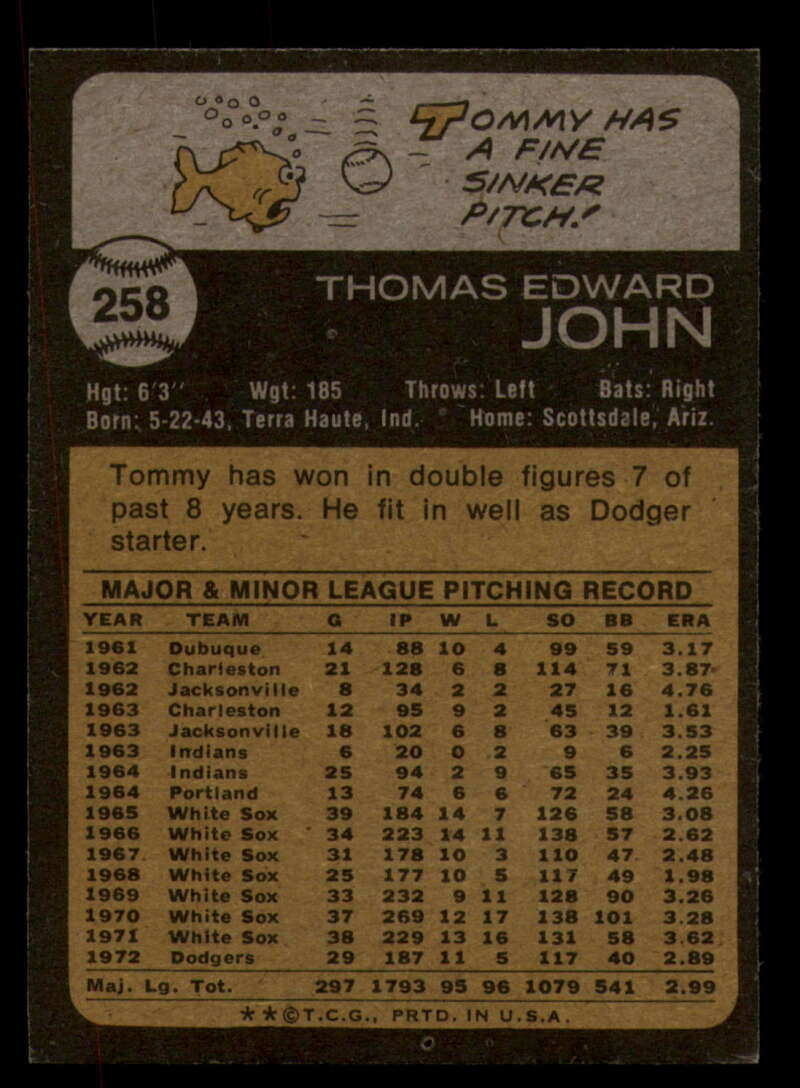 TOMMY HAS
A FINE
SINKER
PITCH!
258
THOMAS EDWARD
JOHN
Hgt: 6'3" Wgt: 185 Throws: Left Bats: Right
Born: 5-22-43, Terra Haute, Ind. Home: Scottsdale, Ariz.
Tommy has won in double figures 7 of
past 8 years. He fit in well as Dodger
starter.
MAJOR & MINOR LEAGUE PITCHING RECORD
YEAR TEAM G IP W L SO BB ERA
1961 Dubuque 14 88 10 4 99 59 3.17
1962 Charleston 21 128 6 8 114 71 3.87
1962 Jacksonville 8 34 2 2 27 16 4.76
1963 Charleston 12 95 9 2 45 12 1.61
1963 Jacksonville 18 102 6 8 63 39 3.53
1963 Indians 6 20 0 2 9 6 2.25
1964 Indians 25 94 2 9 65 35 3.93
1964 Portland 13 74 6 6 72 24 4.26
1965 White Sox 39 184 14 7 126 58 3.08
1966 White Sox 34 223 14 11 138 57 2.62
1967 White Sox 31 178 10 3 110 47 2.48
1968 White Sox 25 177 10 5 117 49 1.98
1969 White Sox 33 232 9 11 128 90 3.26
1970 White Sox 37 269 12 17 138 101 3.28
1971 White Sox 38 229 13 16 131 58 3.62
1972 Dodgers 29 187 11 5 117 40 2.89
Maj. Lg. Tot. 297 1793 95 96 1079 541 2.99
**©T.C.G., PRTD. IN U.S.A.